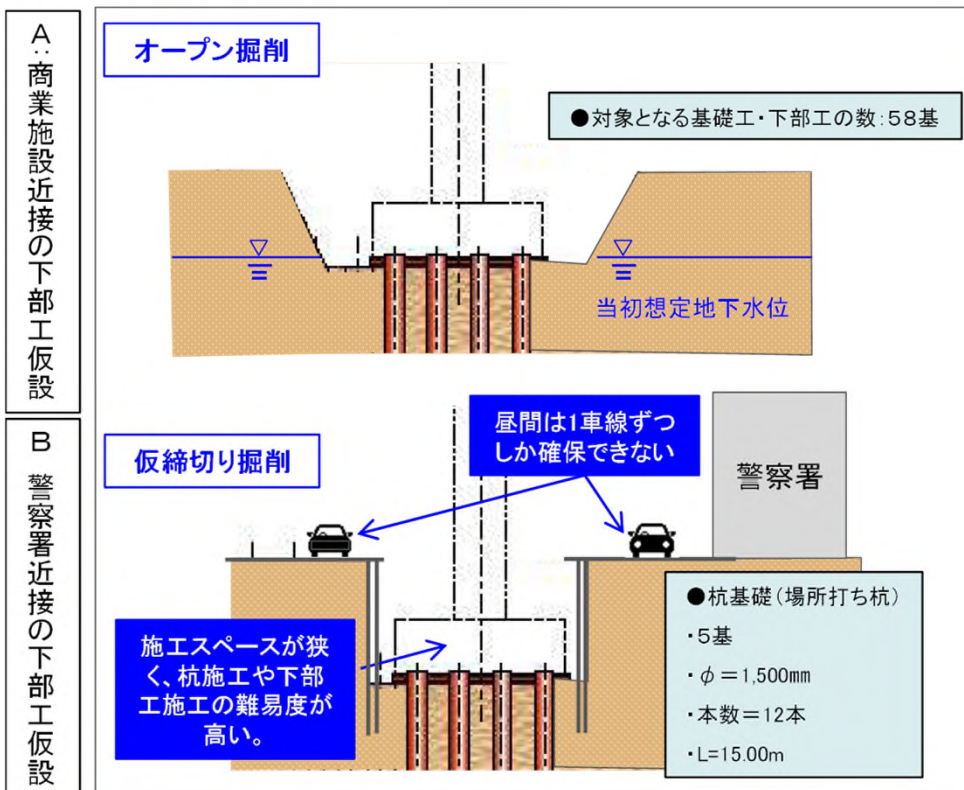 A：商業施設近接の下部工仮設
オープン掘削
●対象となる基礎工・下部工の数：58基
当初想定地下水位
B　警察署近接の下部工仮設
仮締切り掘削
昼間は1車線ずつ
しか確保できない
警察署
施工スペースが狭
く、杭施工や下部
工施工の難易度が
高い。
●杭基礎（場所打ち杭）
・5基
・φ＝1,500㎜
・本数＝12本
・L=15.00m